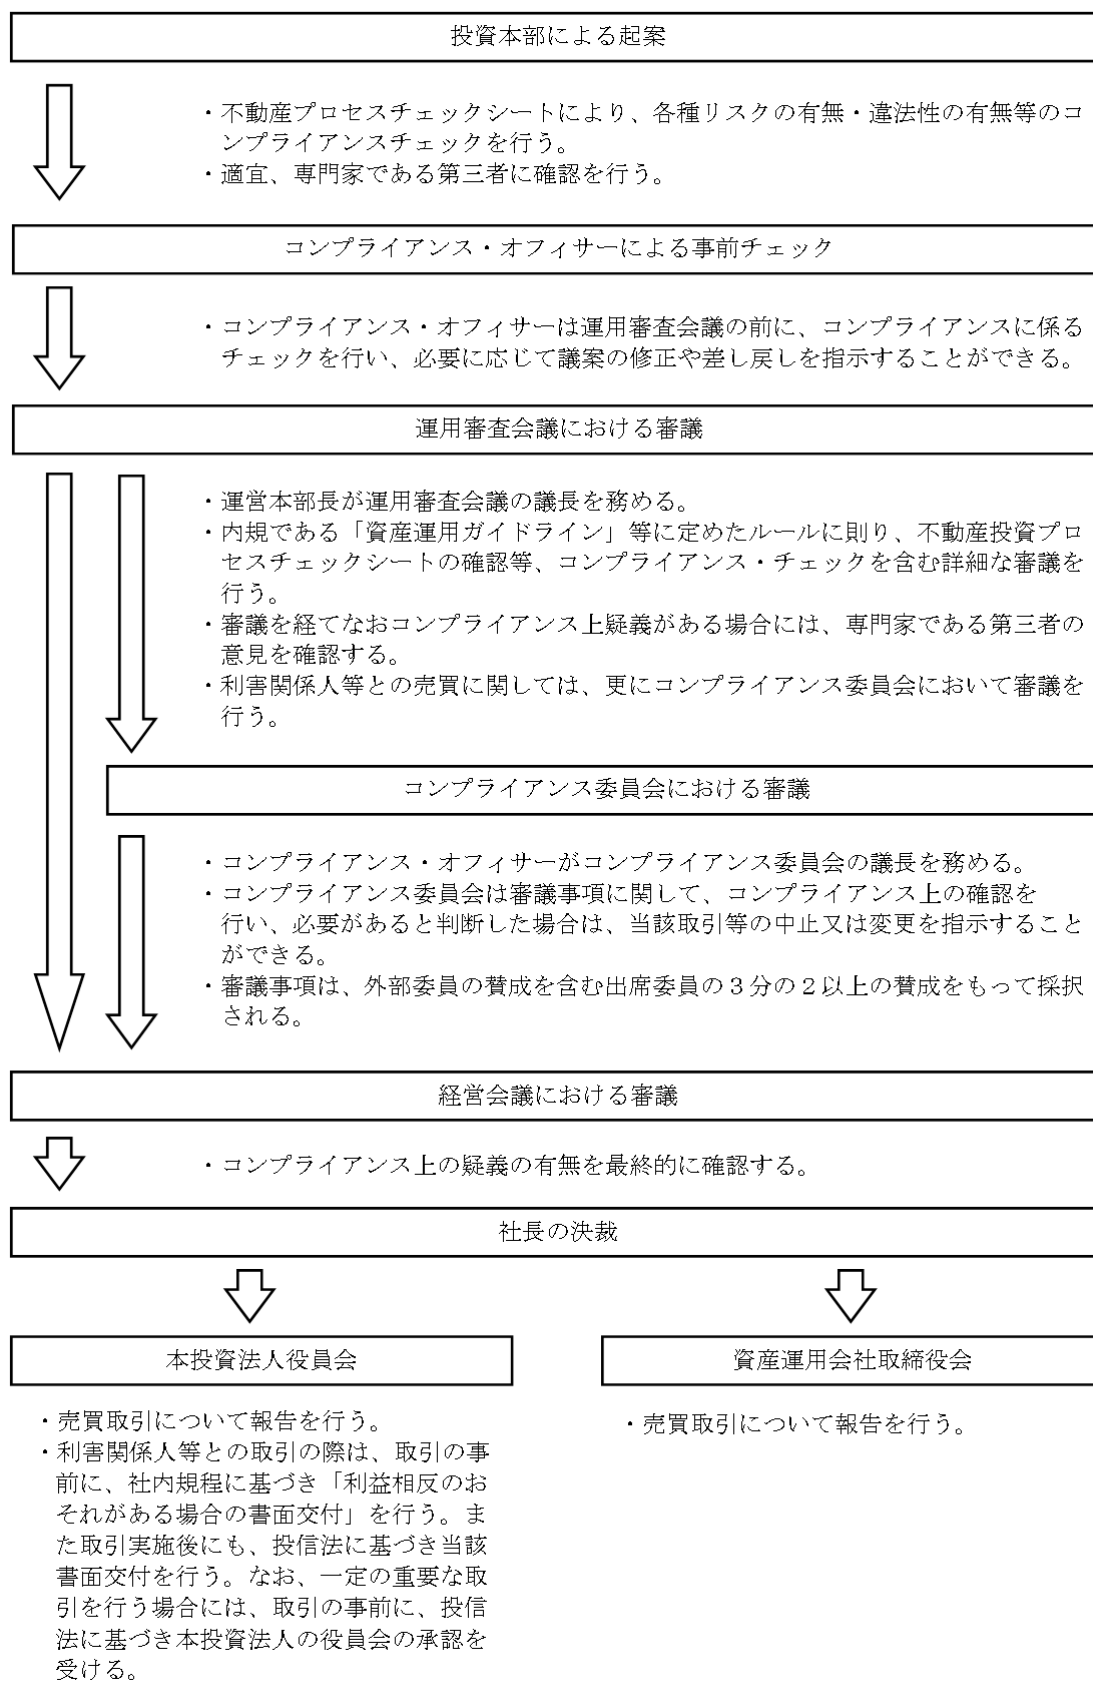 投資本部による起案
・不動産プロセスチェックシートにより、各種リスクの有無・違法性の有無等のコ
ンプライアンスチェックを行う。
・適宜、専門家である第三者に確認を行う。
コンプライアンス・オフィサーによる事前チェック
・コンプライアンス・オフィサーは運用審査会議の前に、コンプライアンスに係る
チェックを行い、必要に応じて議案の修正や差し戻しを指示することができる。
運用審査会議における審議
・運営本部長が運用審査会議の議長を務める。
・内規である「資産運用ガイドライン」等に定めたルールに則り、不動産投資プロ
セスチェックシートの確認等、コンプライアンス・チェックを含む詳細な審議を
行う。
・審議を経てなおコンプライアンス上疑義がある場合には、専門家である第三者の
意見を確認する。
・利害関係人等との売買に関しては、更にコンプライアンス委員会において審議を
行う。
コンプライアンス委員会における審議
・コンプライアンス・オフィサーがコンプライアンス委員会の議長を務める。
・コンプライアンス委員会は審議事項に関して、コンプライアンス上の確認を
行い、必要があると判断した場合は、当該取引等の中止又は変更を指示すること
ができる。
・審議事項は、外部委員の賛成を含む出席委員の３分の２以上の賛成をもって採択
される。
経営会議における審議
・コンプライアンス上の疑義の有無を最終的に確認する。
社長の決裁
本投資法人役員会
・売買取引について報告を行う。
・利害関係人等との取引の際は、取引の事
前に、社内規程に基づき「利益相反のお
それがある場合の書面交付」を行う。ま
た取引実施後にも、投信法に基づき当該
書面交付を行う。なお、一定の重要な取
引を行う場合には、取引の事前に、投信
法に基づき本投資法人の役員会の承認を
受ける。
資産運用会社取締役会
・売買取引について報告を行う。